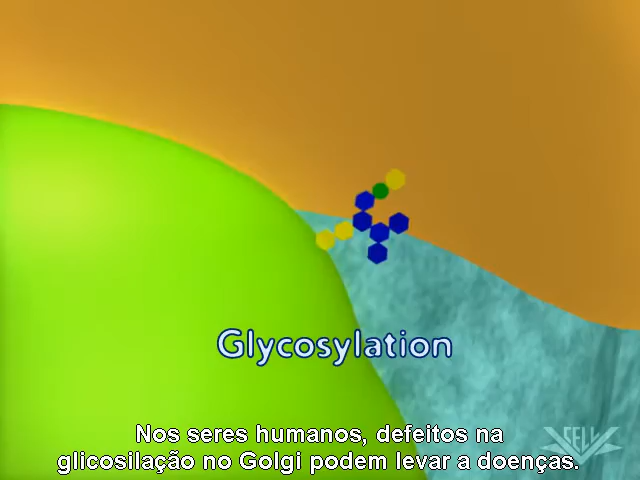 Glycosylation
Nos seres humanos, defeitos na
glicosilação no Golgi podem levar a doenças.